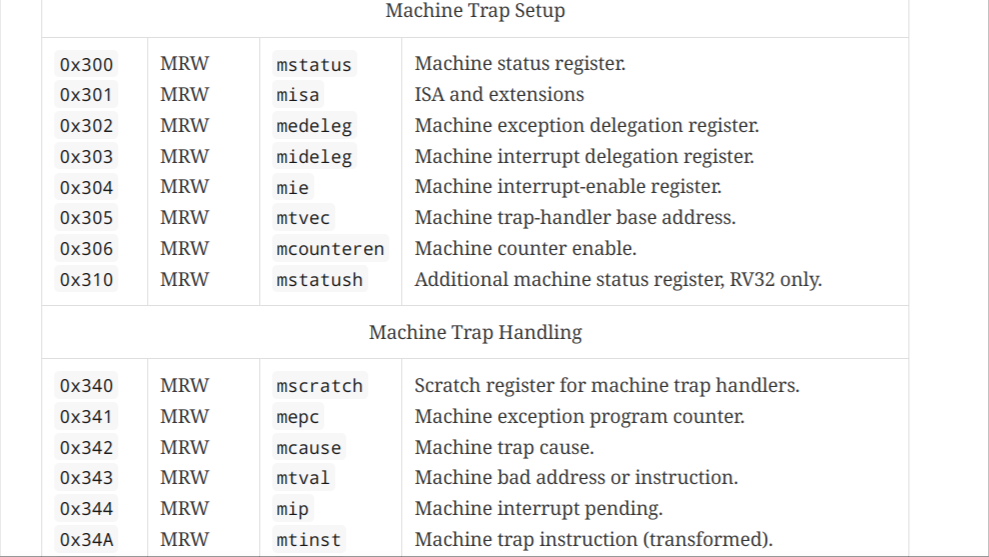 Machine Trap Setup
0x300 MRW mstatus Machine status register.
0x301 MRW misa ISA and extensions
0x302 MRW medeleg Machine exception delegation register.
0x303 MRW mideleg Machine interrupt delegation register.
0x304 MRW mie Machine interrupt-enable register.
0x305 MRW mtvec Machine trap-handler base address.
0x306 MRW mcounteren Machine counter enable.
0x310 MRW mstatush Additional machine status register, RV32 only.
Machine Trap Handling
0x340 MRW mscratch Scratch register for machine trap handlers.
0x341 MRW mepc Machine exception program counter.
0x342 MRW mcause Machine trap cause.
0x343 MRW mtval Machine bad address or instruction.
0x344 MRW mip Machine interrupt pending.
0x34A MRW mtinst Machine trap instruction (transformed).